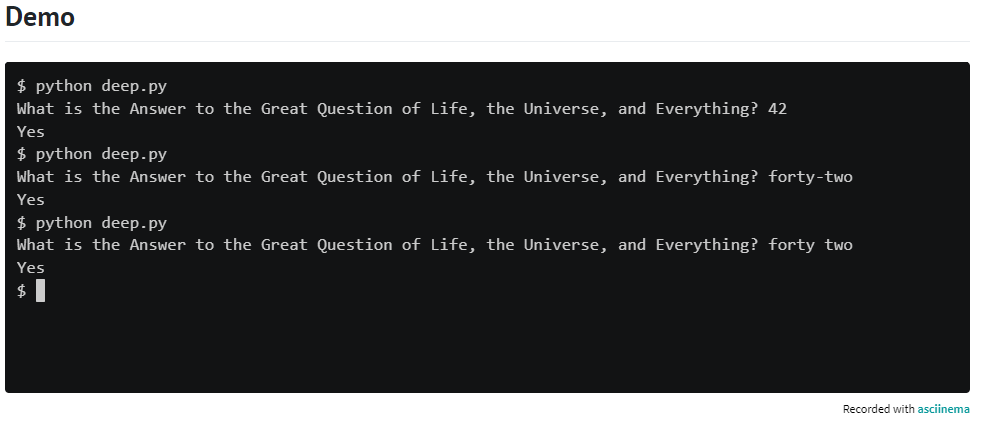 Demo
$ python deep.py
What is the Answer to the Great Question of Life, the Universe, and Everything? 42
Yes
$ python deep.py
What is the Answer to the Great Question of Life, the Universe, and Everything? forty-two
Yes
$ python deep.py
What is the Answer to the Great Question of Life, the Universe, and Everything? forty two
Yes
$
Recorded with asciinema